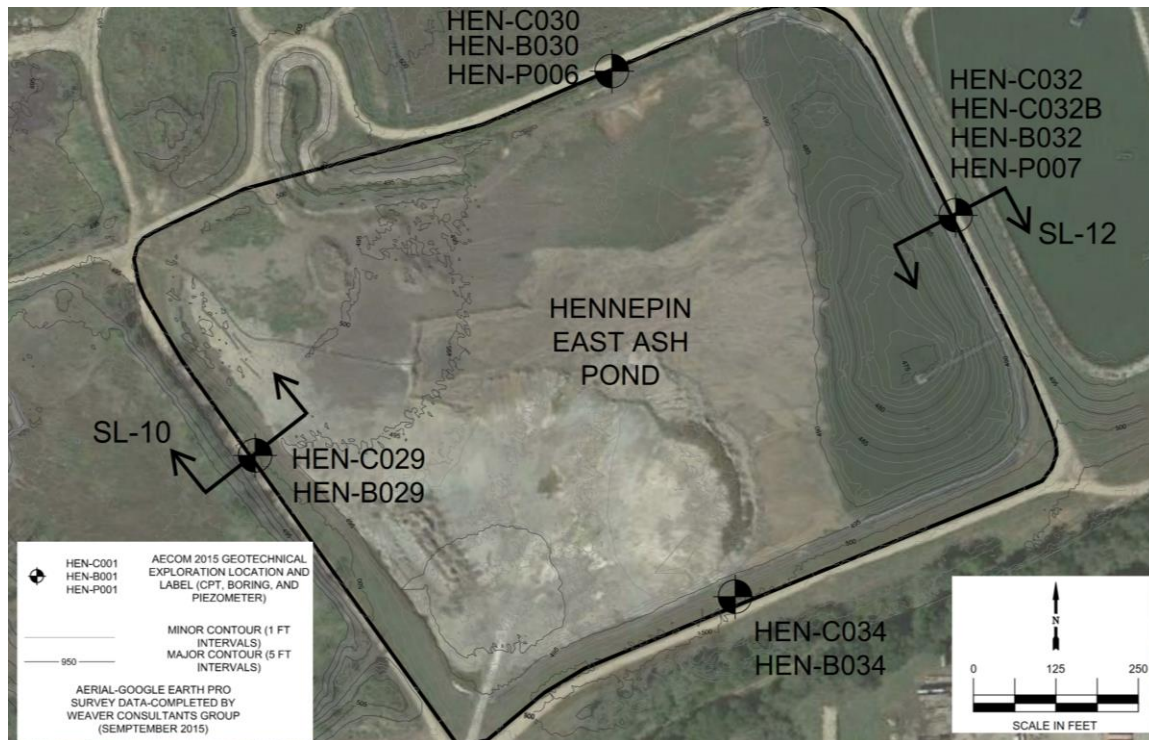 HEN-C030
HEN-B030
HEN-P006
HEN-C032
HEN-C032B
HEN-B032
HEN-P007
SL-12
HENNEPIN
EAST ASH
POND
SL-10
HEN-C029
HEN-B029
HEN-C034
HEN-B034
HEN-C001
HEN-B001
HEN-P001
AECOM 2015 GEOTECHNICAL
EXPLORATION LOCATION AND
LABEL (CPT, BORING, AND
PIEZOMETER)
MINOR CONTOUR (1 FT
INTERVALS)
950
MAJOR CONTOUR (5 FT
INTERVALS)
AERIAL-GOOGLE EARTH PRO
SURVEY DATA-COMPLETED BY
WEAVER CONSULTANTS GROUP
(SEMPTEMBER 2015)
N
0 125 250
SCALE IN FEET